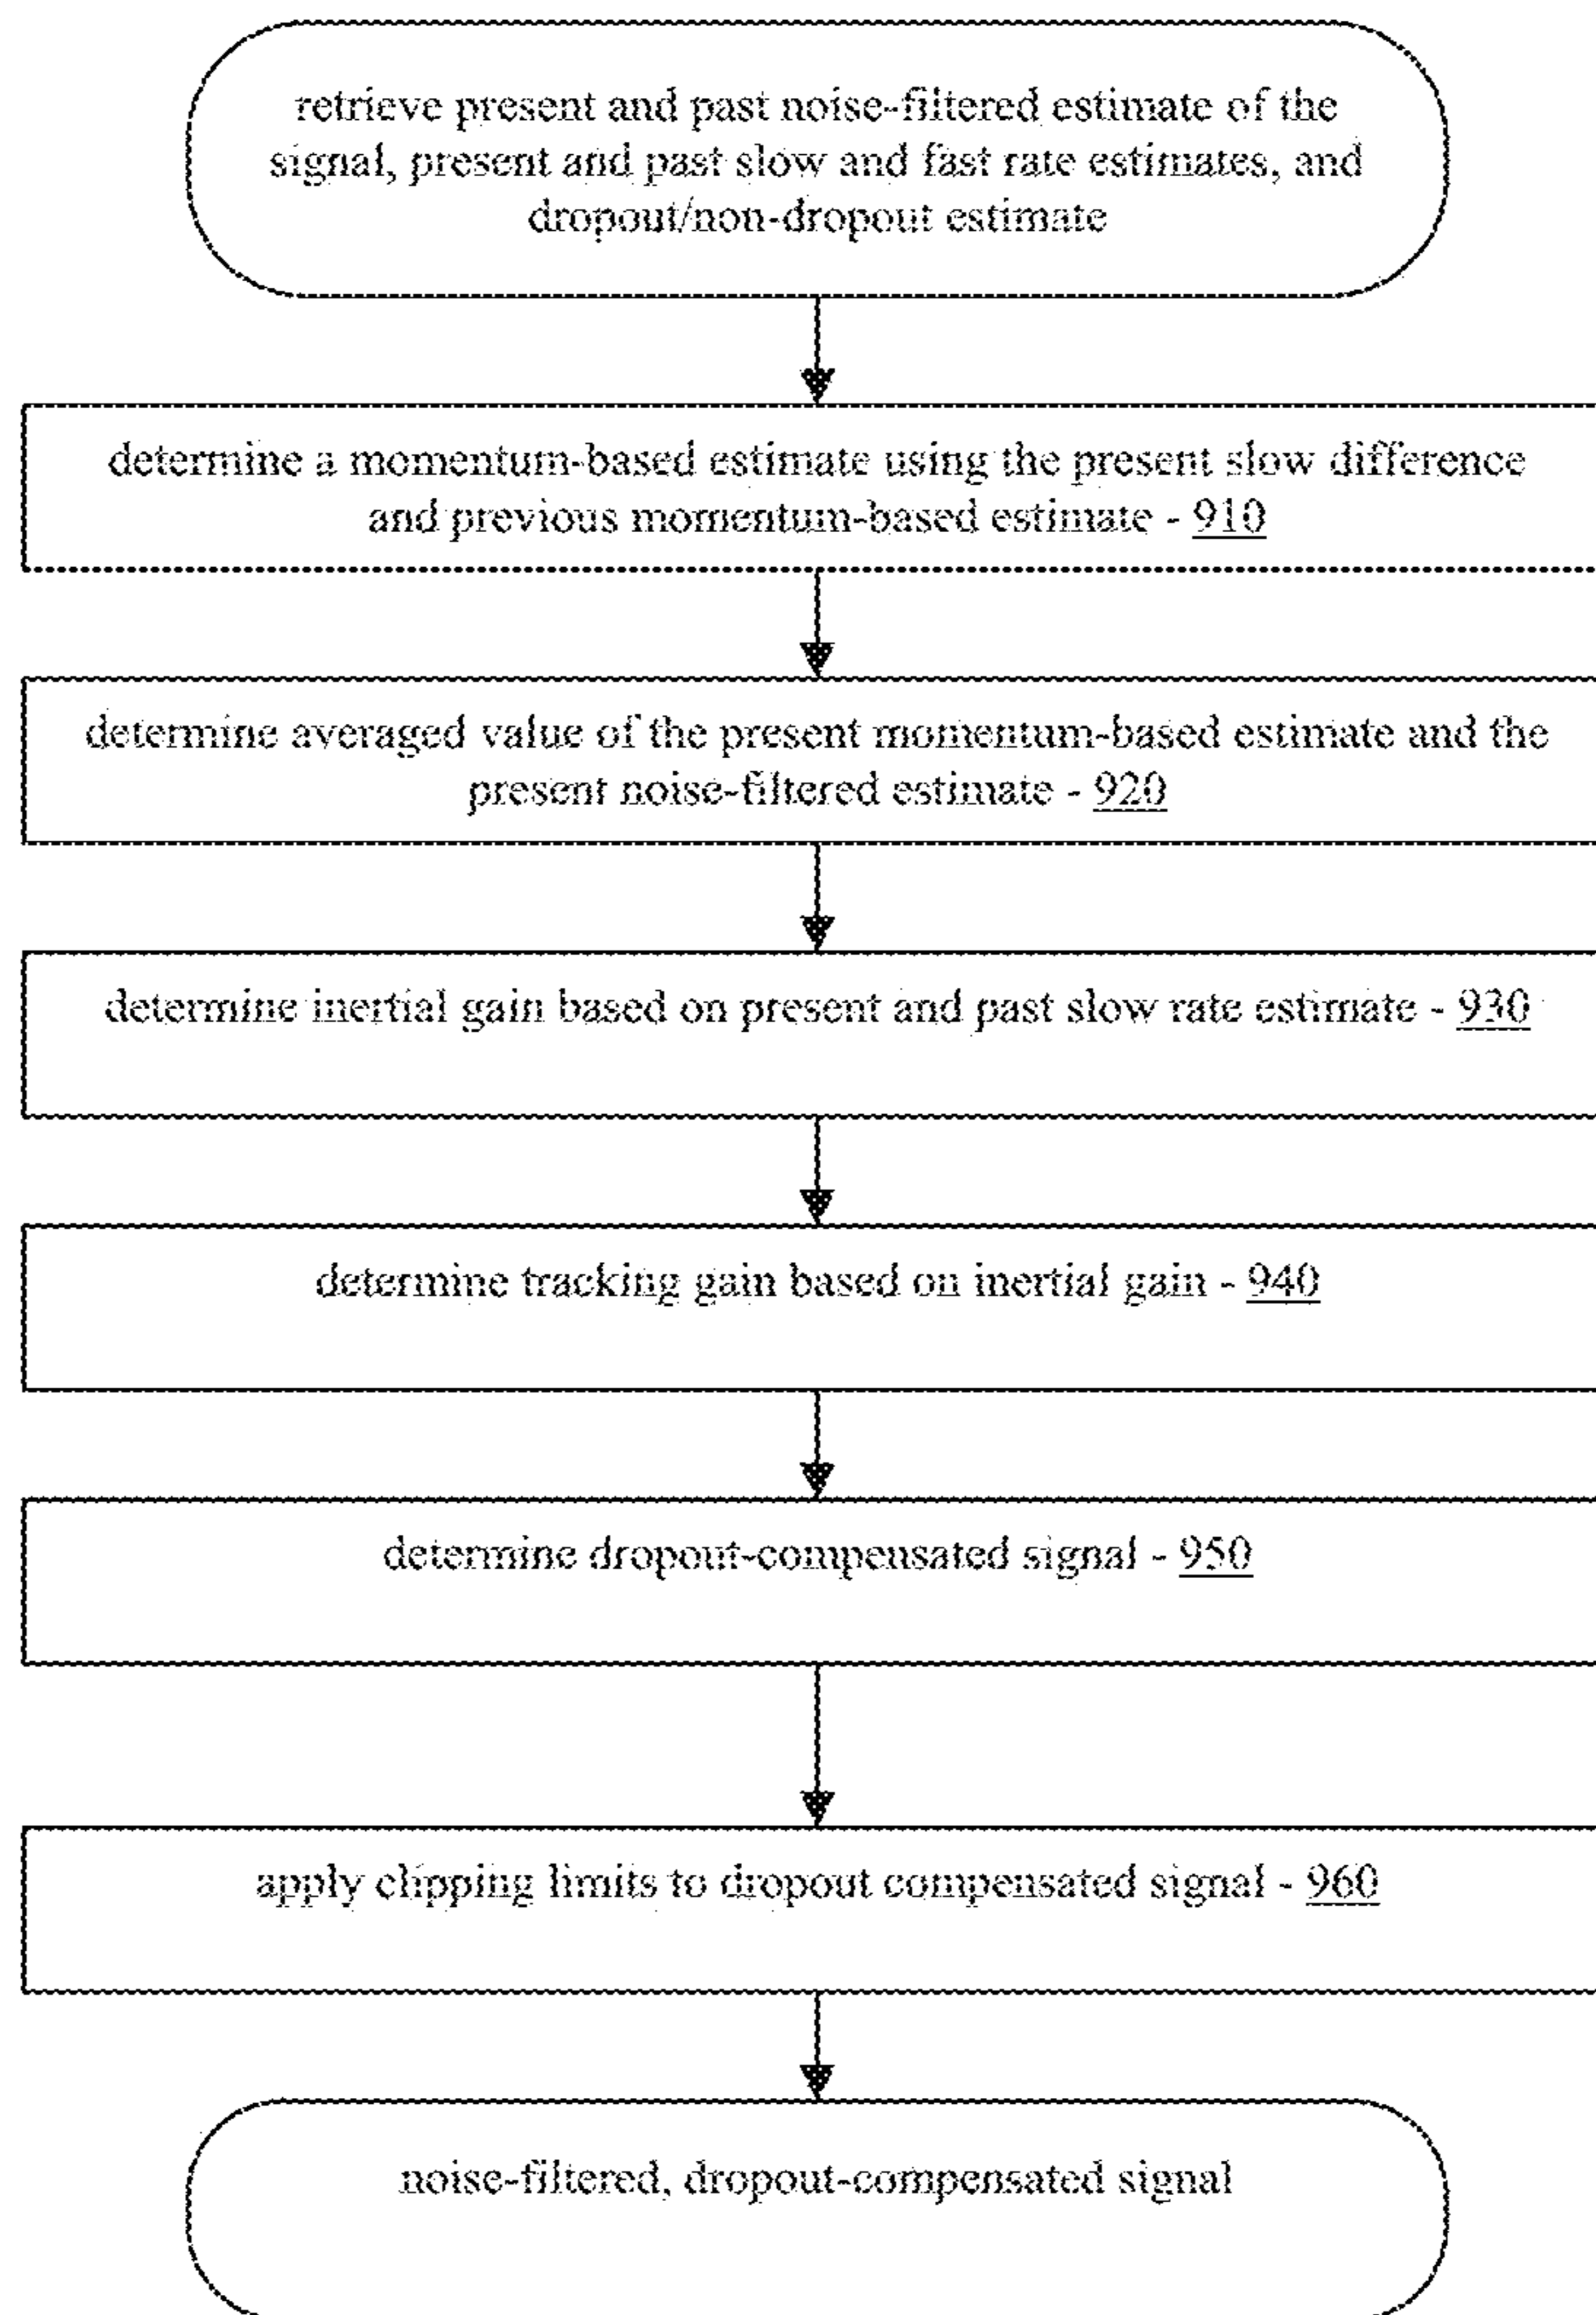 retrieve present and past noise-filtered estimate of the
signal, present and past slow and fast rate estimates, and
dropout/non-dropout estimate
determine a momentum-based estimate using the present slow difference
and previous momentum-based estimate - 910
determine averaged value of the present momentum-based estimate and the
present noise-filtered estimate - 920
determine inertial gain based on present and past slow rate estimate - 930
determine tracking gain based on inertial gain - 940
determine dropout-compensated signal - 950
apply clipping limits to dropout compensated signal - 960
noise-filtered, dropout-compensated signal